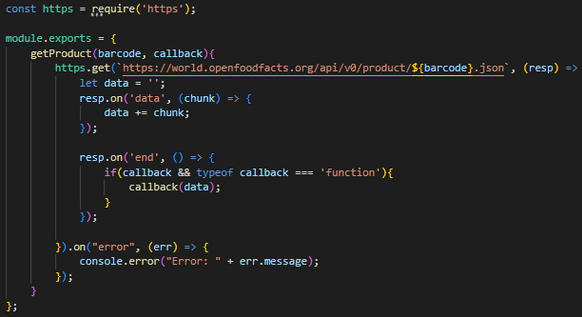 const https = require('https');
module.exports = {
getProduct(barcode, callback){
https.get(`https://world.openfoodfacts.org/api/v0/product/${barcode}.json`, (resp) =>
let data = '';
resp.on('data', (chunk) => {
data += chunk;
});
resp.on('end', () => {
if(callback && typeof callback === 'function'){
callback(data);
}
});
}).on("error", (err) => {
console.error("Error: " + err.message);
});
}
};